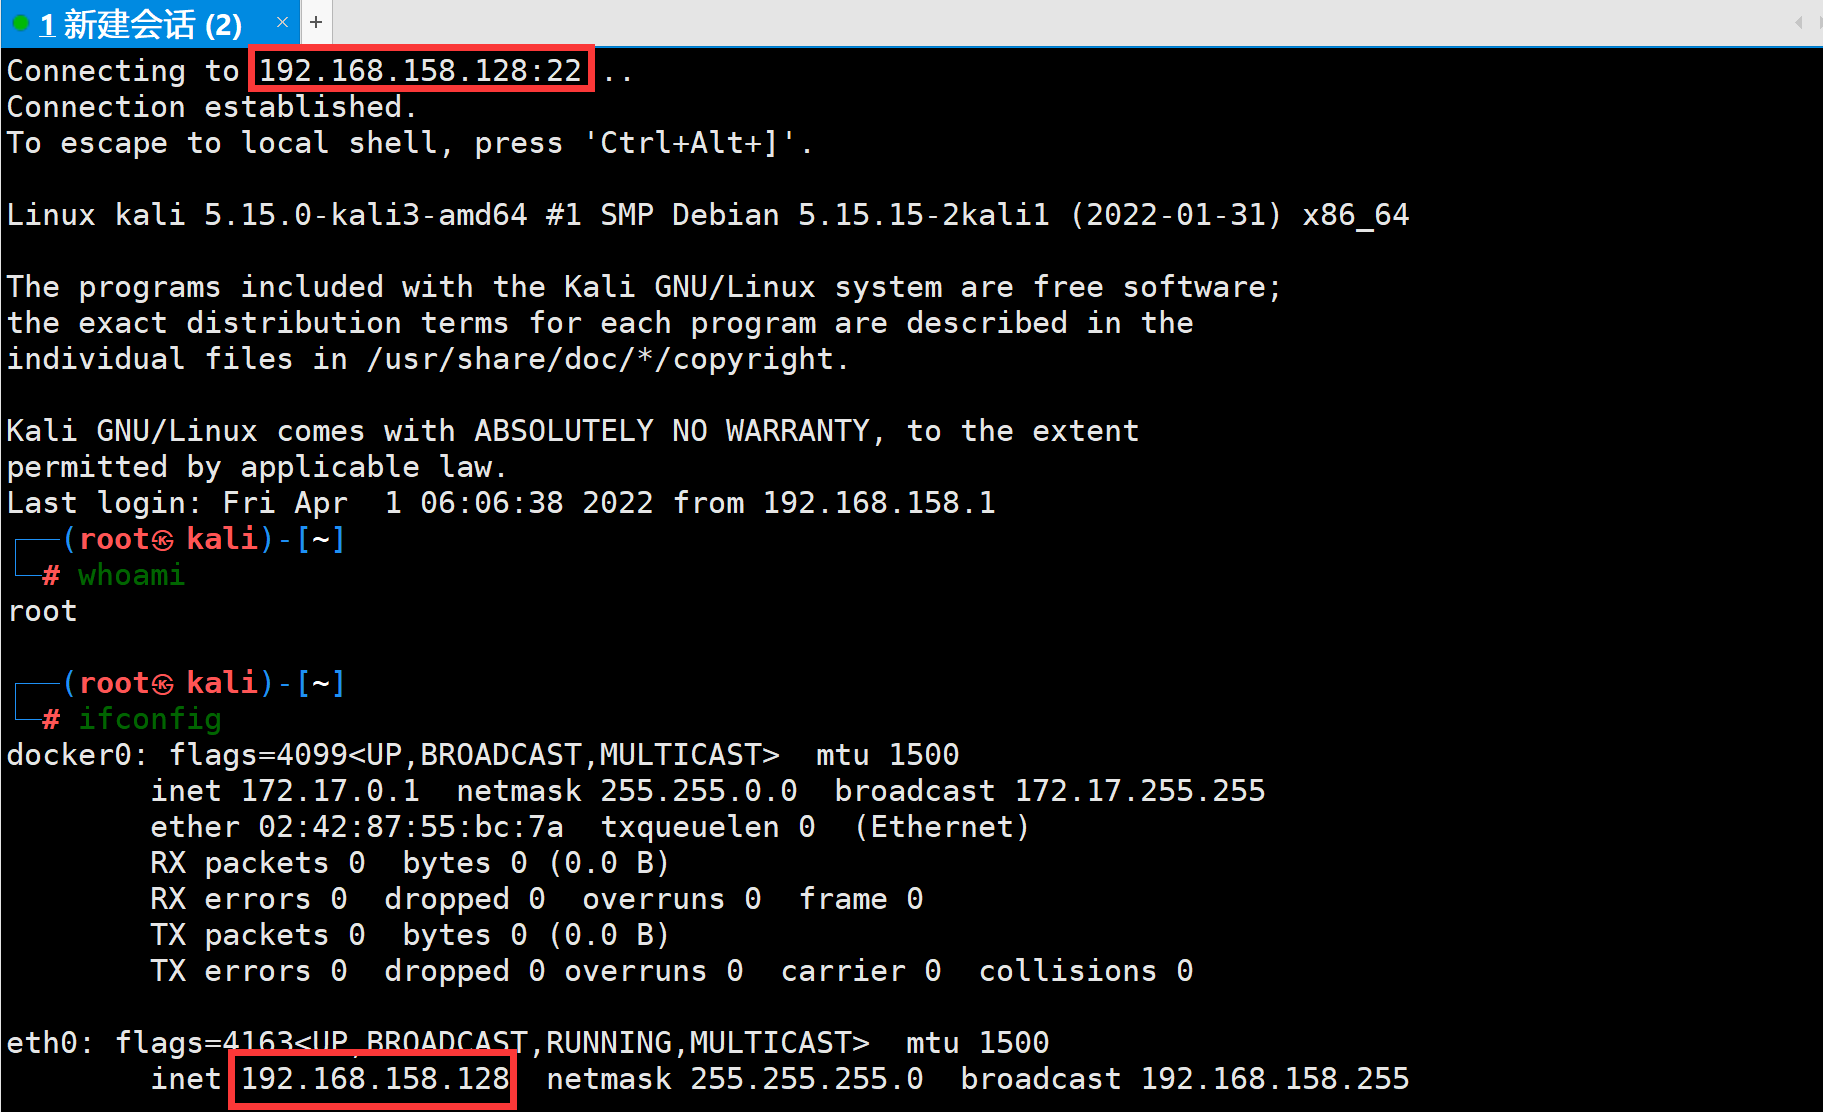 1 新建会话 (2) × +
Connecting to 192.168.158.128:22 ..
Connection established.
To escape to local shell, press 'Ctrl+Alt+]'.
Linux kali 5.15.0-kali3-amd64 #1 SMP Debian 5.15.15-2kali1 (2022-01-31) x86_64
The programs included with the Kali GNU/Linux system are free software;
the exact distribution terms for each program are described in the
individual files in /usr/share/doc/*/copyright.
Kali GNU/Linux comes with ABSOLUTELY NO WARRANTY, to the extent
permitted by applicable law.
Last login: Fri Apr  1 06:06:38 2022 from 192.168.158.1
┌──(root㉿kali)-[~]
└─# whoami
root
┌──(root㉿kali)-[~]
└─# ifconfig
docker0: flags=4099<UP,BROADCAST,MULTICAST>  mtu 1500
        inet 172.17.0.1  netmask 255.255.0.0  broadcast 172.17.255.255
        ether 02:42:87:55:bc:7a  txqueuelen 0  (Ethernet)
        RX packets 0  bytes 0 (0.0 B)
        RX errors 0  dropped 0  overruns 0  frame 0
        TX packets 0  bytes 0 (0.0 B)
        TX errors 0  dropped 0 overruns 0  carrier 0  collisions 0
eth0: flags=4163<UP,BROADCAST,RUNNING,MULTICAST>  mtu 1500
        inet 192.168.158.128  netmask 255.255.255.0  broadcast 192.168.158.255